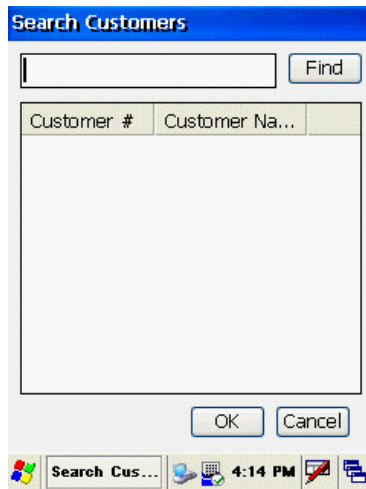 Search Customers
Find
Customer # Customer Na...
OK Cancel
Search Cus... 4:14 PM